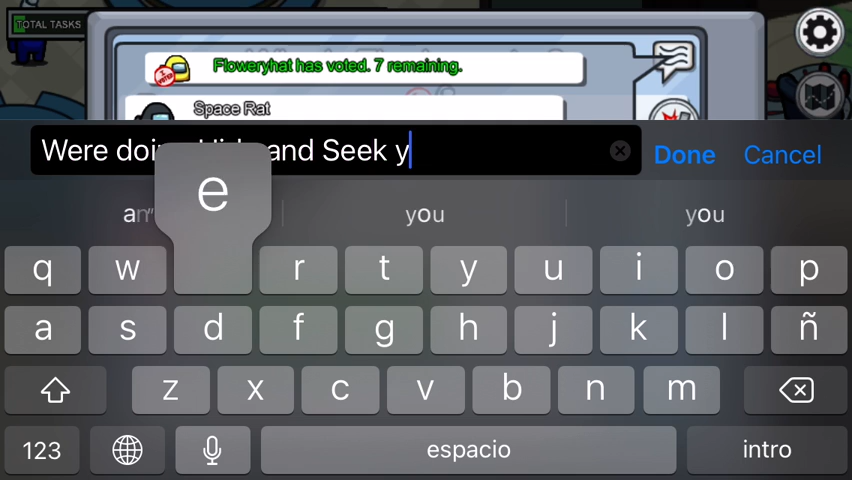 TOTAL TASKS
Floweryhat has voted. 7 remaining.
Space Rat
Were doing and Seek y
Done
Cancel
e
you
you
q w r t y u i o p
a s d f g h j k l ñ
z x c v b n m
123
espacio
intro